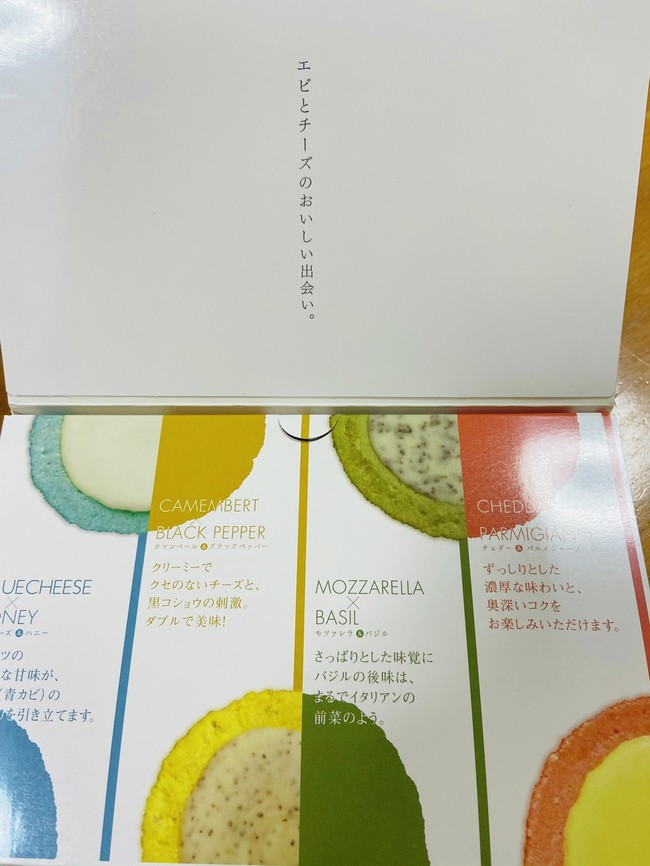 エビとチーズのおいしい出会い。
UECHEESE
×
ONEY
ーズ&ハニー
ツの
な甘味が、
(青カビ)の
を引き立てます。
CAMEMBERT
×
BLACK PEPPER
カマンベール&ブラックペッパー
クリーミーで
クセのないチーズと、
黒コショウの刺激。
ダブルで美味!
MOZZARELLA
×
BASIL
モツァレラ&バジル
さっぱりとした味覚に
バジルの後味は、
まるでイタリアンの
前菜のよう。
CHEDD
PARMIGIA
チェダー&パルメジャーノ
ずっしりとした
濃厚な味わいと、
奥深いコクを
お楽しみいただけます。